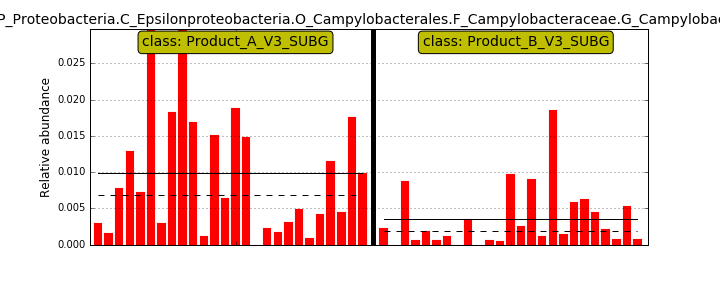 P_Proteobacteria.C_Epsilonproteobacteria.O_Campylobacterales.F_Campylobacteraceae.G_Campylobac
class: Product_A_V3_SUBG
class: Product_B_V3_SUBG
Relative abundance
0.025
0.020
0.015
0.010
0.005
0.000